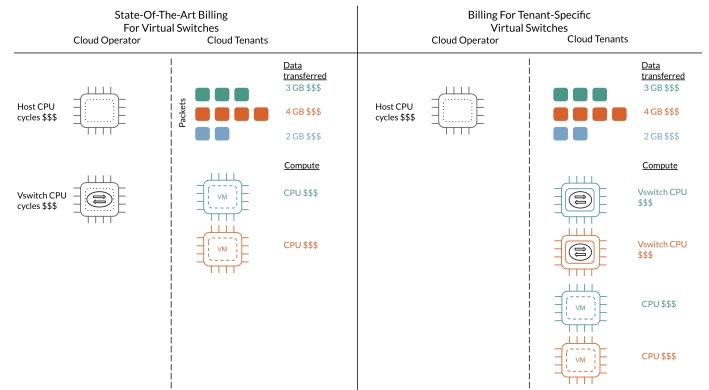 State-Of-The-Art Billing
For Virtual Switches
Cloud Operator
Cloud Tenants
Data
transferred
3 GB $$$
Host CPU
cycles $$$
Packets
4 GB $$$
2 GB $$$
Compute
Vswitch CPU
cycles $$$
VM
CPU $$$
VM
CPU $$$
Billing For Tenant-Specific
Virtual Switches
Cloud Operator
Cloud Tenants
Data
transferred
3 GB $$$
Host CPU
cycles $$$
4 GB $$$
2 GB $$$
Compute
Vswitch CPU
$$$
Vswitch CPU
$$$
VM
CPU $$$
VM
CPU $$$